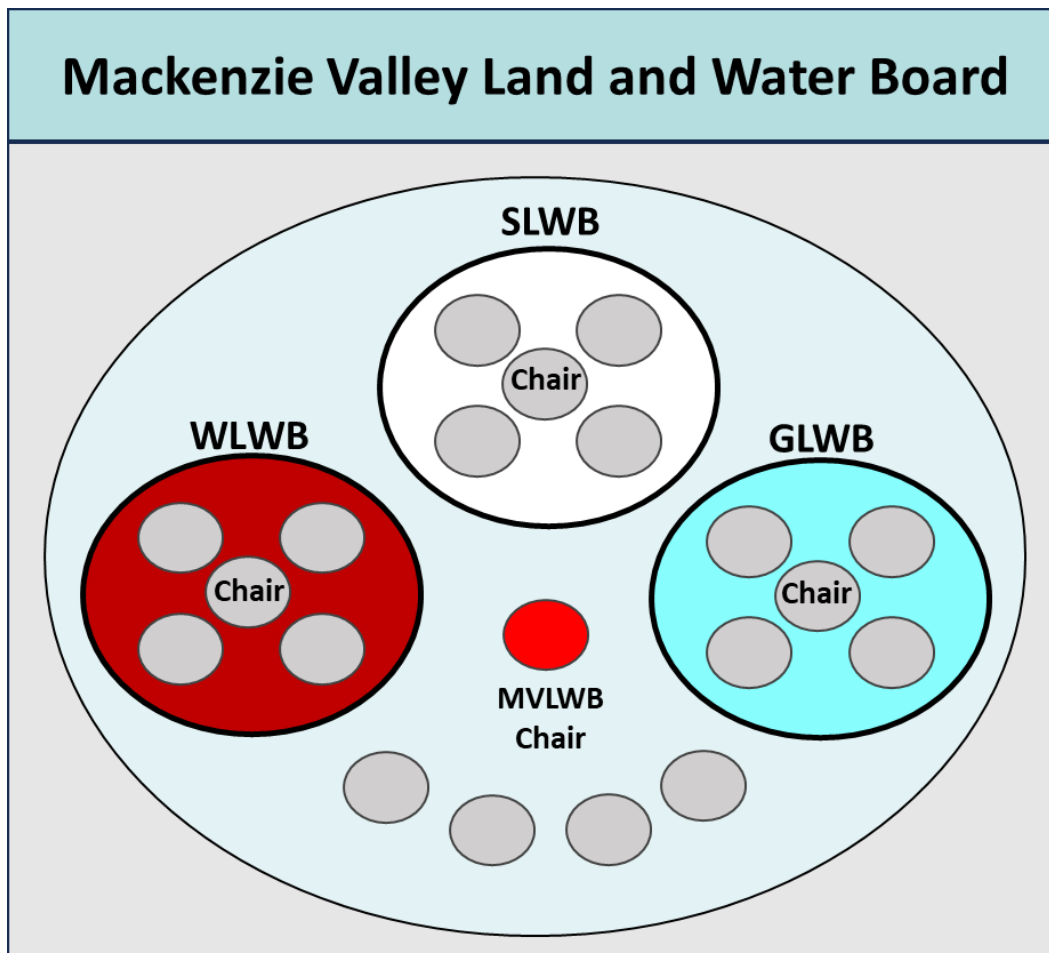 Mackenzie Valley Land and Water Board
SLWB
Chair
WLWB
Chair
GLWB
Chair
MVLWB
Chair